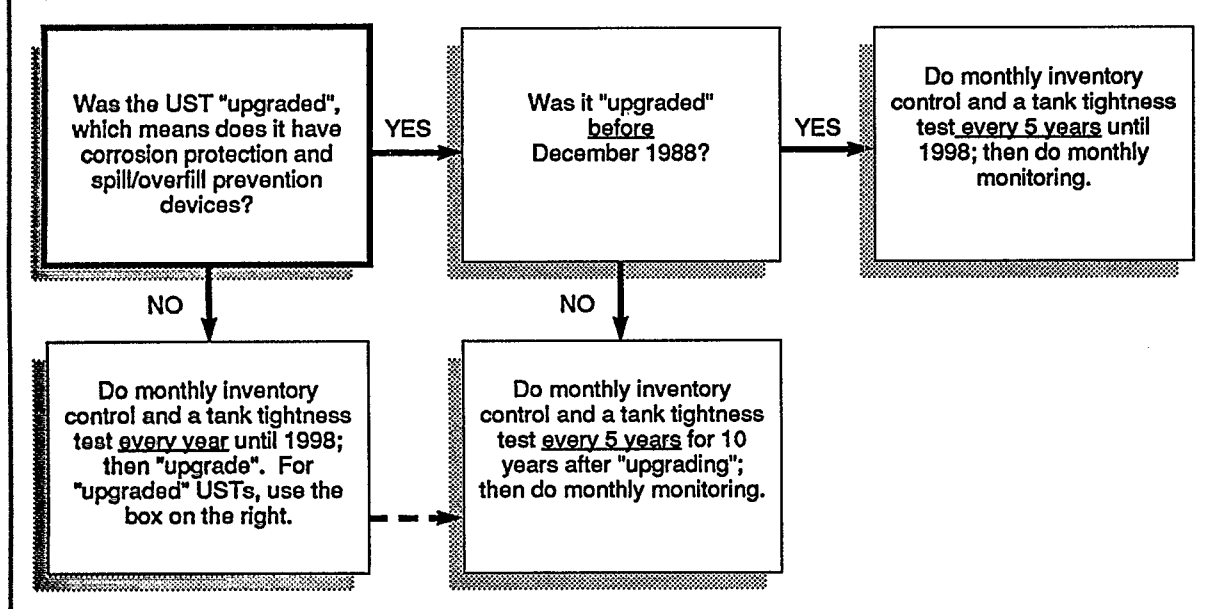 Was the UST "upgraded",
which means does it have
corrosion protection and
spill/overfill prevention
devices?
YES
Was it "upgraded"
before
December 1988?
YES
Do monthly inventory
control and a tank tightness
test every 5 years until
1998; then do monthly
monitoring.
NO
NO
Do monthly inventory
control and a tank tightness
test every year until 1998;
then "upgrade". For
"upgraded" USTs, use the
box on the right.
Do monthly inventory
control and a tank tightness
test every 5 years for 10
years after "upgrading";
then do monthly monitoring.